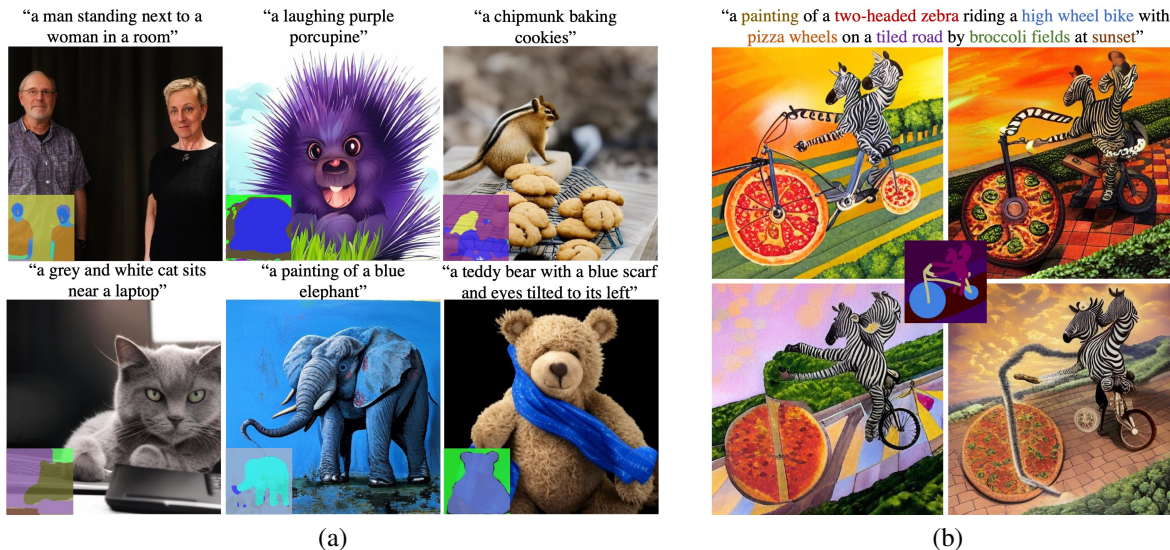 “a man standing next to a
woman in a room”
“a laughing purple
porcupine”
“a chipmunk baking
cookies”
“a grey and white cat sits
near a laptop”
“a painting of a blue
elephant”
“a teddy bear with a blue scarf
and eyes tilted to its left”
(a)
“a painting of a two-headed zebra riding a high wheel bike with
pizza wheels on a tiled road by broccoli fields at sunset”
(b)